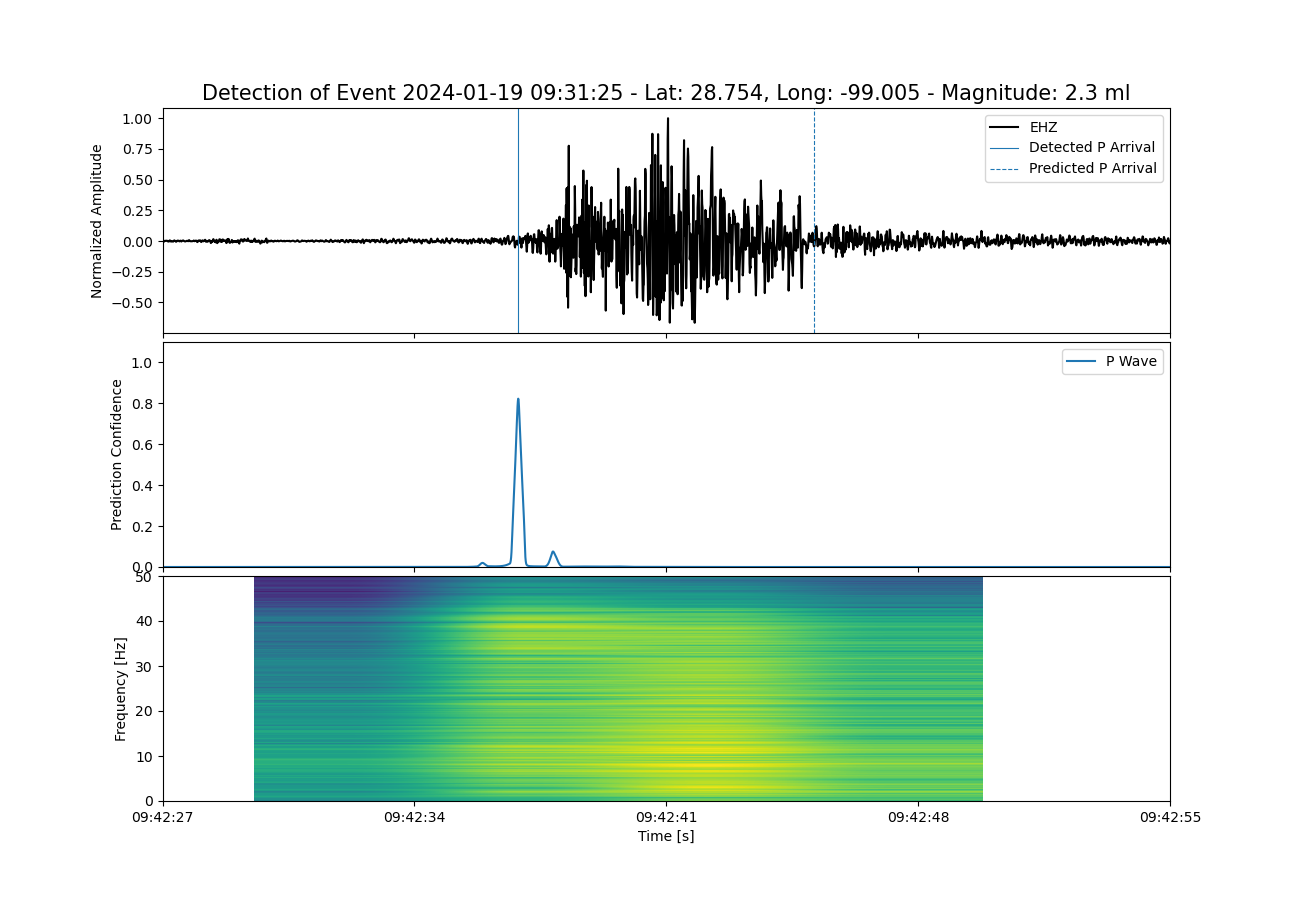 Detection of Event 2024-01-19 09:31:25 - Lat: 28.754, Long: -99.005 - Magnitude: 2.3 ml
1.00
0.75
0.50
0.25
0.00
−0.25
−0.50
Normalized Amplitude
EHZ
Detected P Arrival
Predicted P Arrival
1.0
0.8
0.6
0.4
0.2
0.0
Prediction Confidence
P Wave
50
40
30
20
10
0
Frequency [Hz]
09:42:27
09:42:34
09:42:41
09:42:48
09:42:55
Time [s]